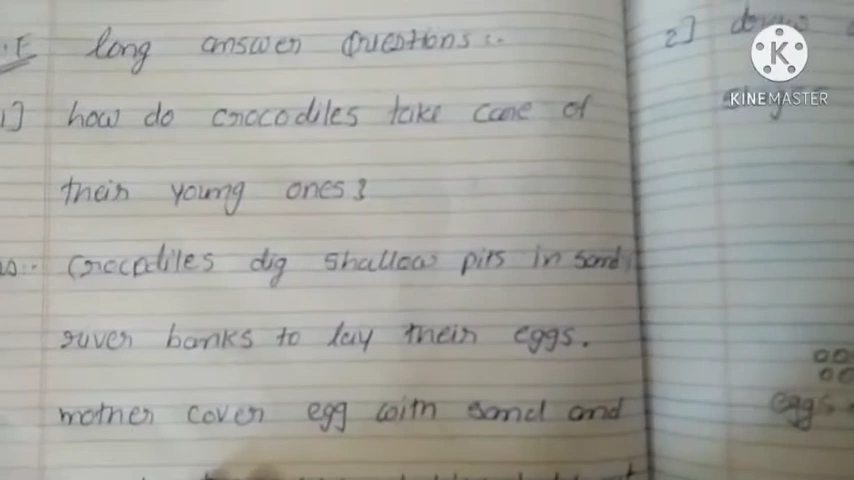 F long answer Questions:-
1] how do crocodiles take care of
their young ones?
crocodiles dig shallow pits in sandy
river banks to lay their eggs.
mother cover egg with sand and
2]
KINEMASTER
eggs